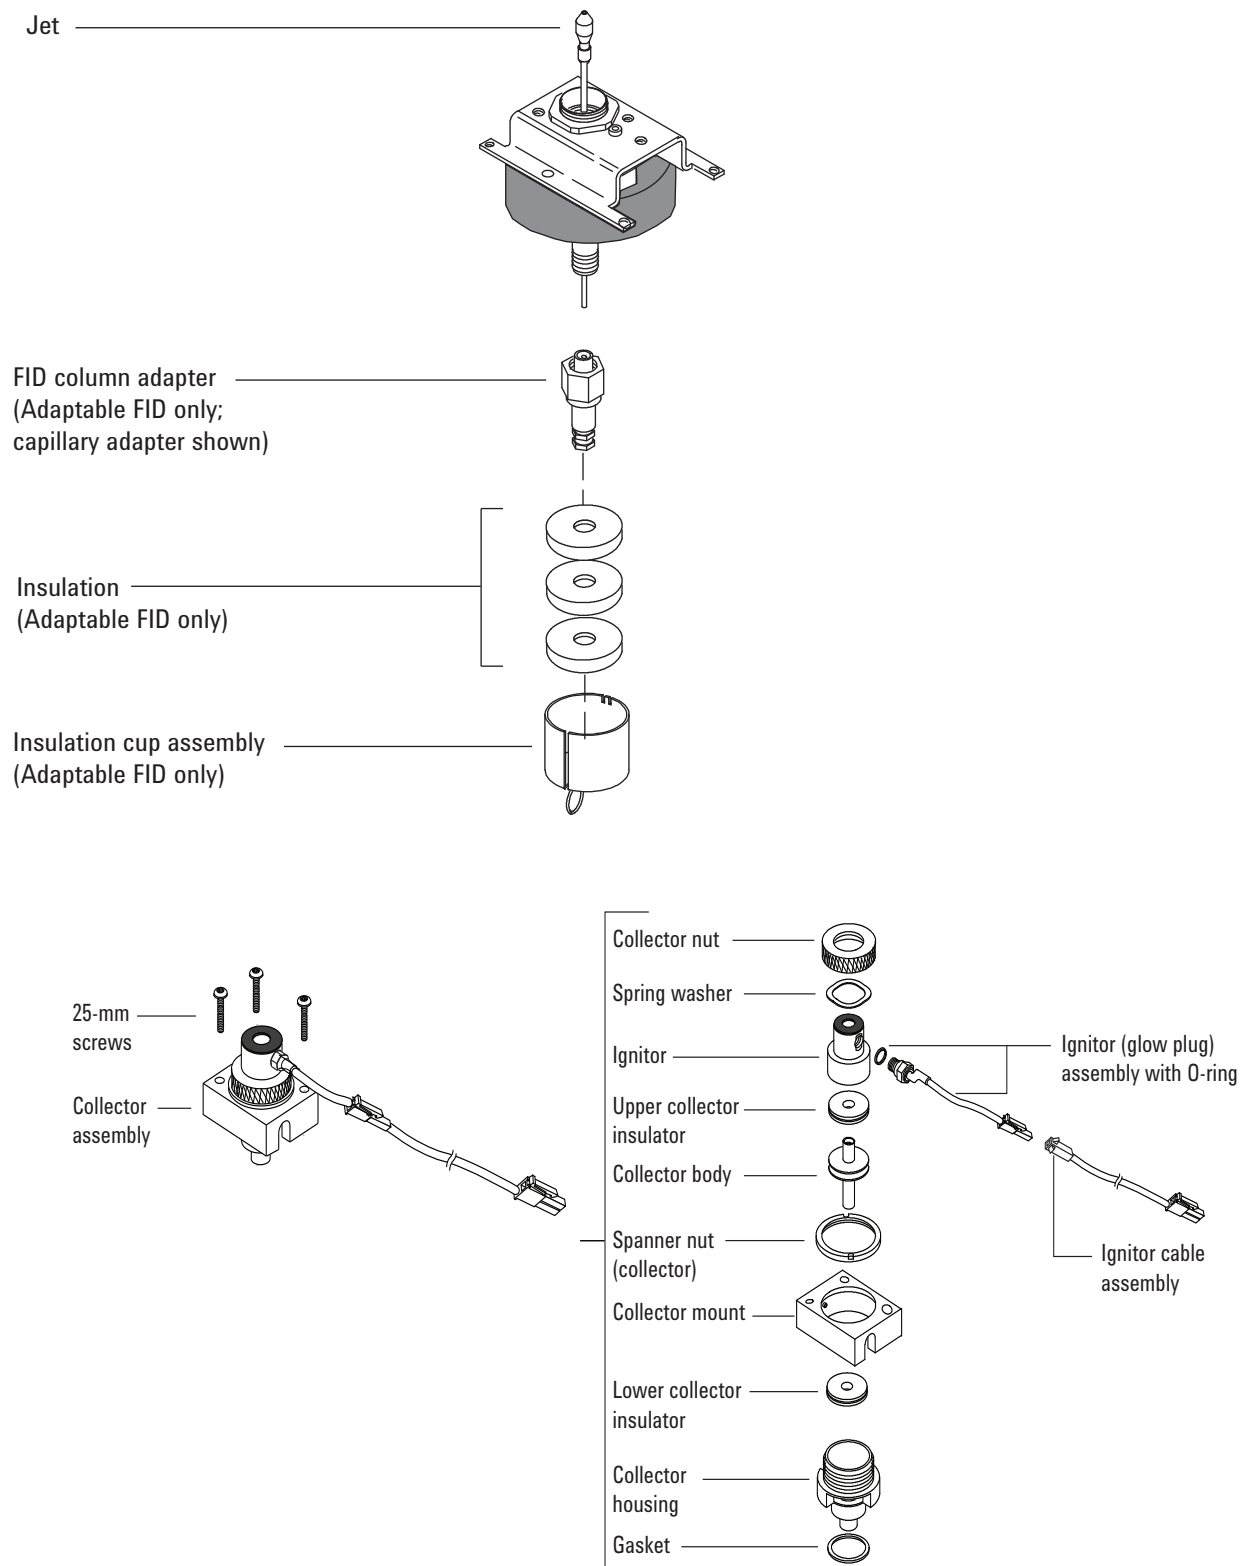 Jet
FID column adapter
(Adaptable FID only;
capillary adapter shown)
Insulation
(Adaptable FID only)
Insulation cup assembly
(Adaptable FID only)
25-mm
screws
Collector
assembly
Collector nut
Spring washer
Ignitor
Upper collector
insulator
Collector body
Spanner nut
(collector)
Collector mount
Lower collector
insulator
Collector
housing
Gasket
Ignitor (glow plug)
assembly with O-ring
Ignitor cable
assembly